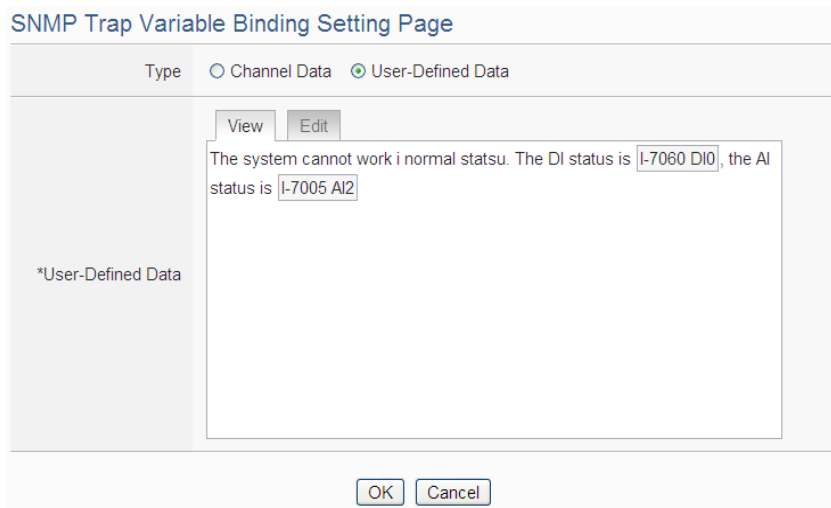 SNMP Trap Variable Binding Setting Page
Type Channel Data User-Defined Data
View Edit
The system cannot work i normal statsu. The DI status is I-7060 DI0 , the AI
status is I-7005 AI2
*User-Defined Data
OK Cancel